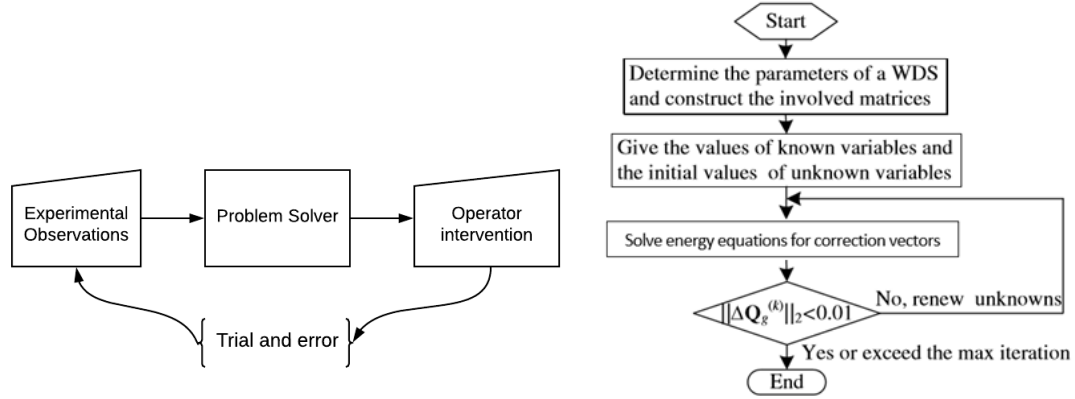 Experimental
Observations
Problem Solver
Operator
intervention
Trial and error
Start
Determine the parameters of a WDS
and construct the involved matrices
Give the values of known variables and
the initial values of unknown variables
Solve energy equations for correction vectors
||ΔQg(k)||2<0.01
No, renew unknowns
Yes or exceed the max iteration
End